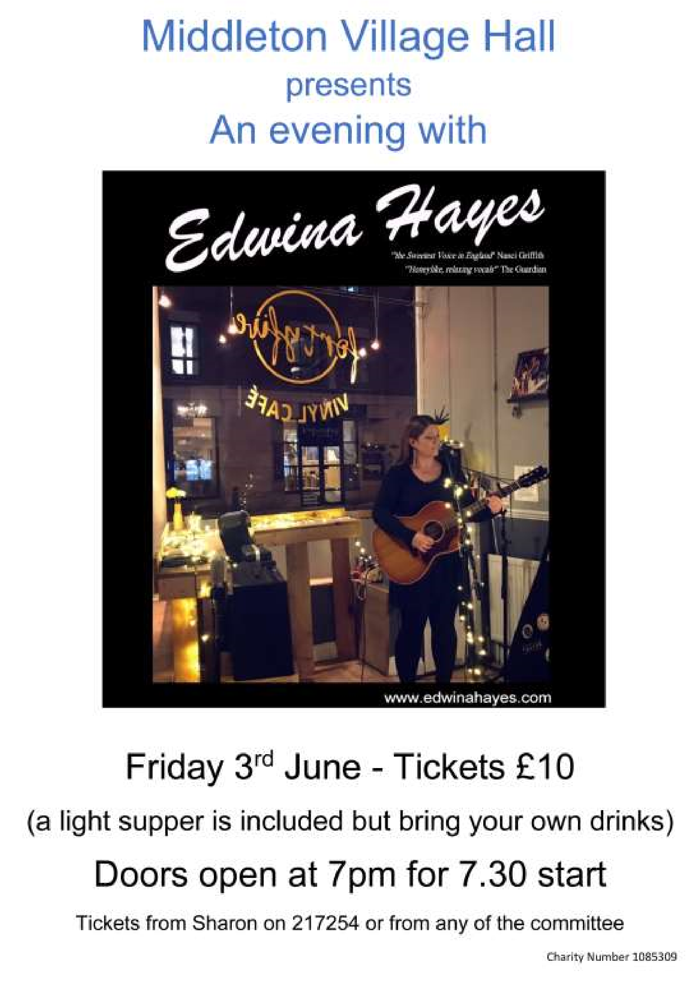 Middleton Village Hall
presents
An evening with
Edwina Hayes
"the Sweetest Voice in England" Nanci Griffith
"Honeylike, relaxing vocals" The Guardian
fortyfive
VINYL CAFÉ
www.edwinahayes.com
Friday 3rd June - Tickets £10
(a light supper is included but bring your own drinks)
Doors open at 7pm for 7.30 start
Tickets from Sharon on 217254 or from any of the committee
Charity Number 1085309